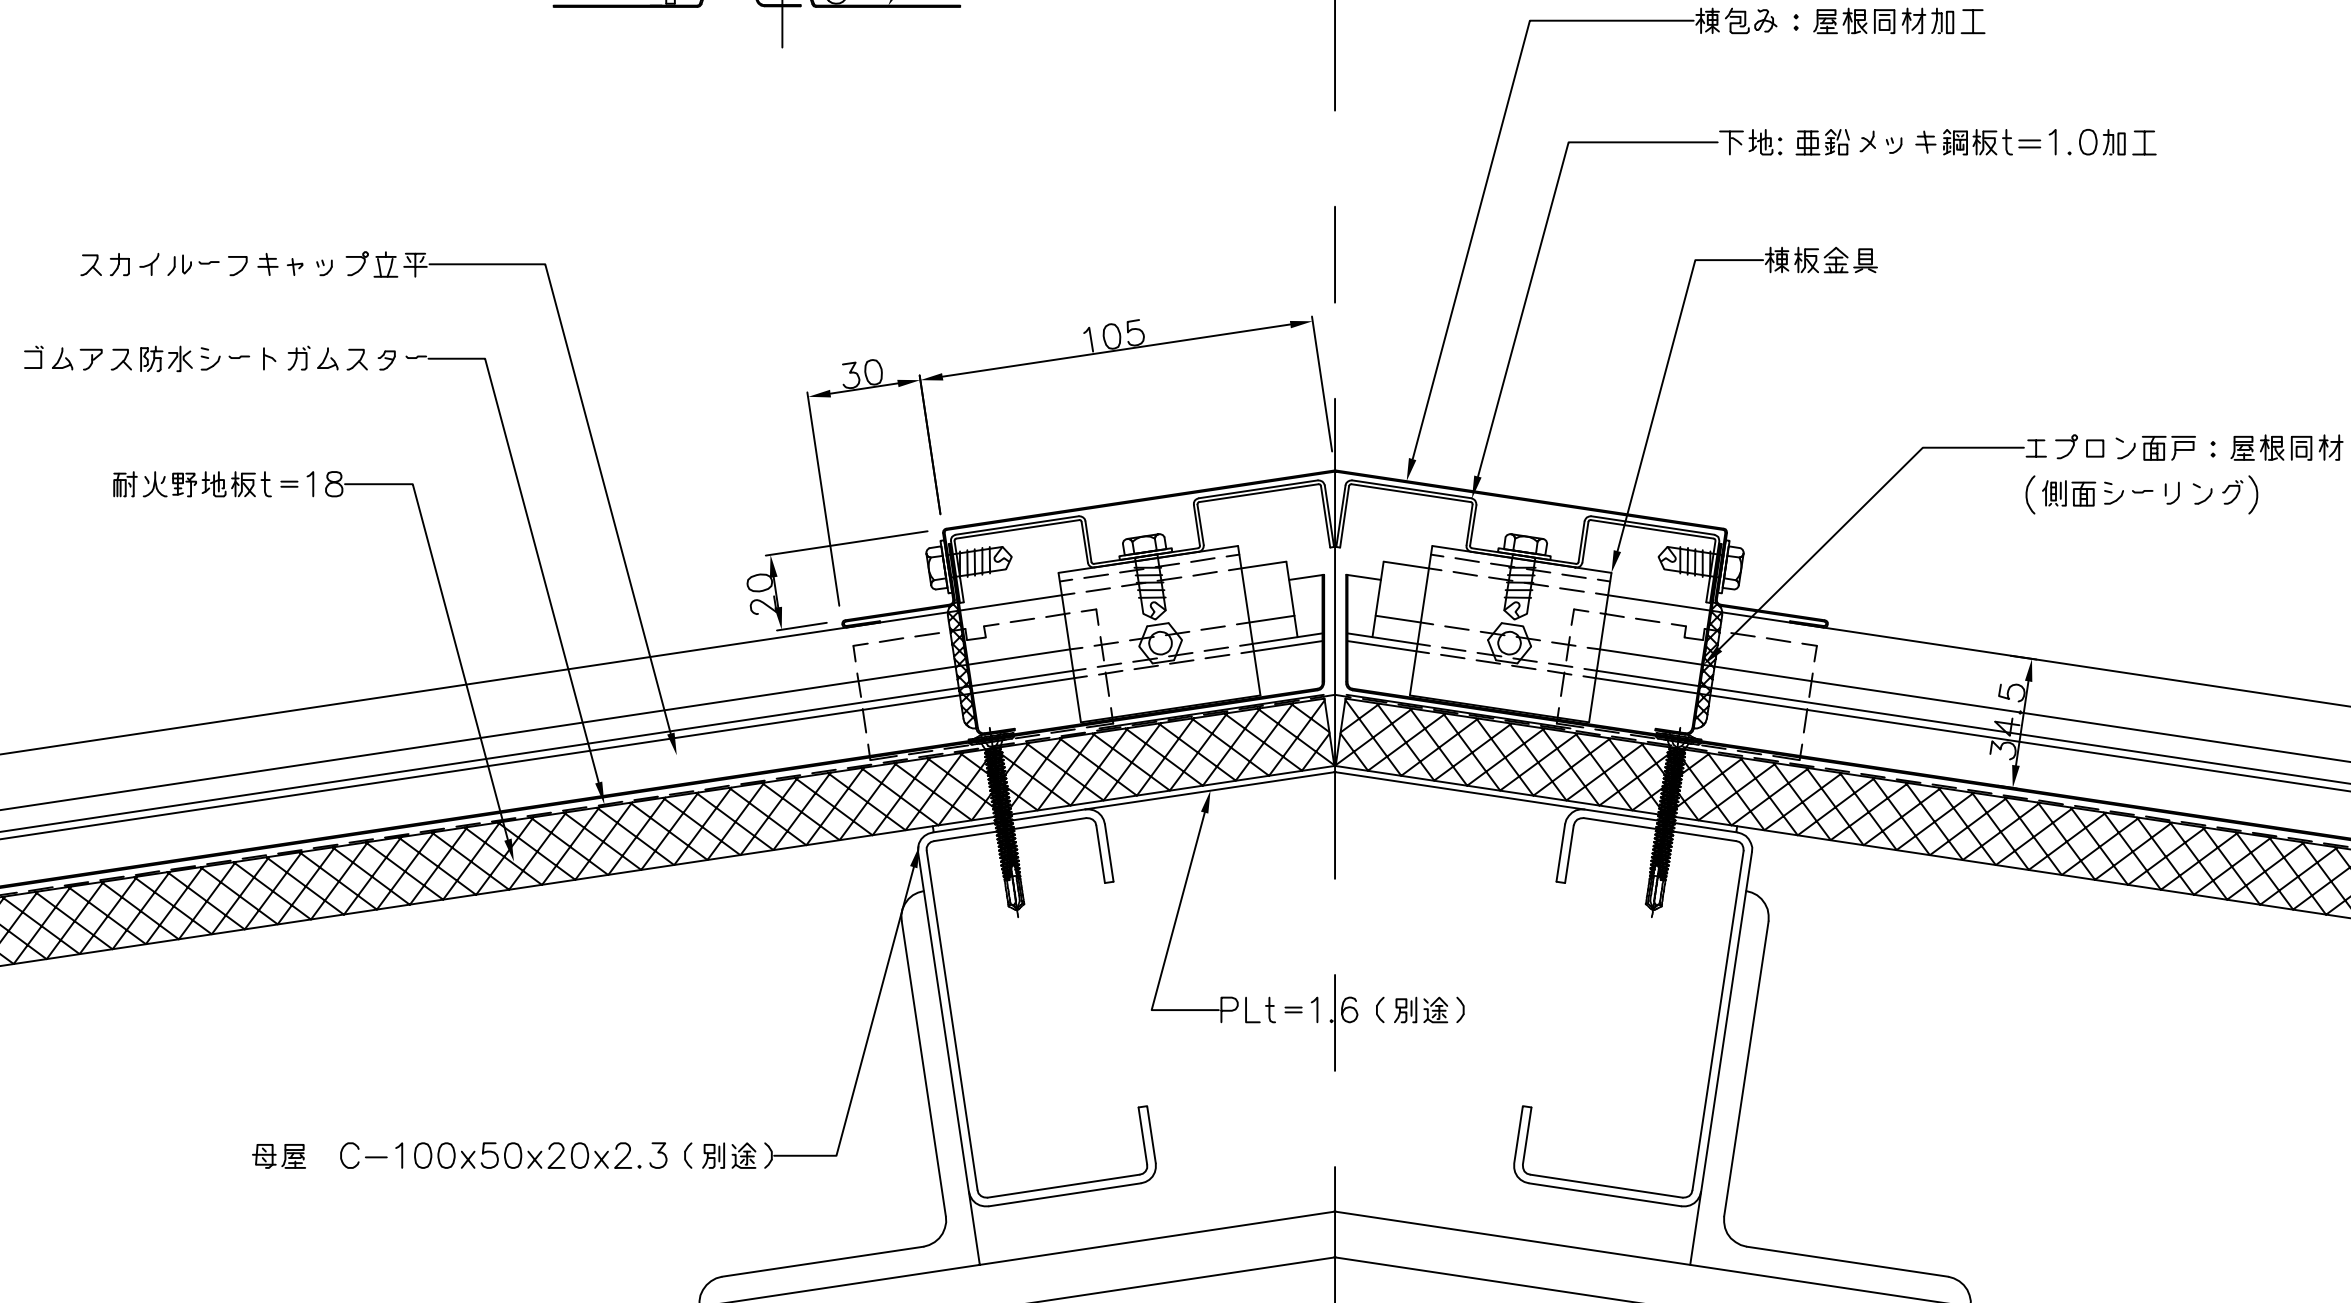 棟包み：屋根同材加工
下地: 亜鉛メッキ鋼板t=1.0加工
棟板金具
スカイルーフキャップ立平
ゴムアス防水シートガムスター
耐火野地板t=18
105
30
20
エプロン面戸：屋根同材
(側面シーリング)
34.5
PLt=1.6（別途）
母屋　C-100x50x20x2.3（別途）